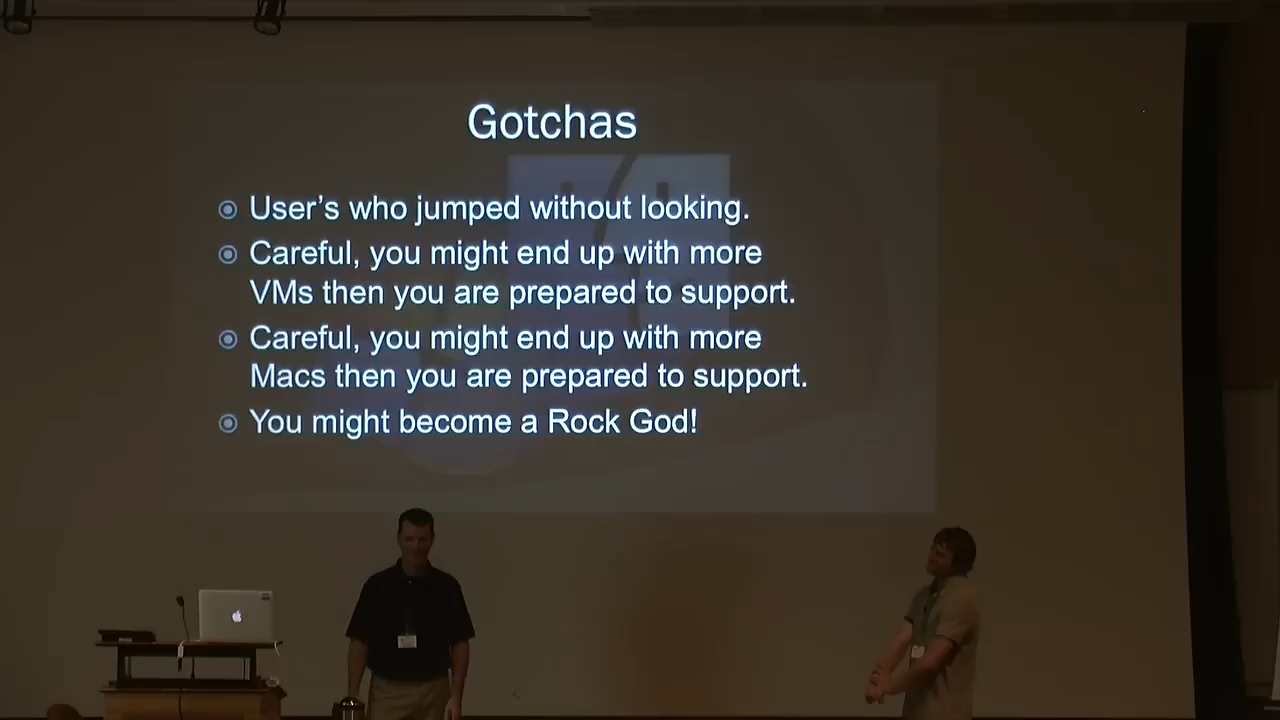 Gotchas
User's who jumped without looking.
Careful, you might end up with more
VMs then you are prepared to support.
Careful, you might end up with more
Macs then you are prepared to support.
You might become a Rock God!